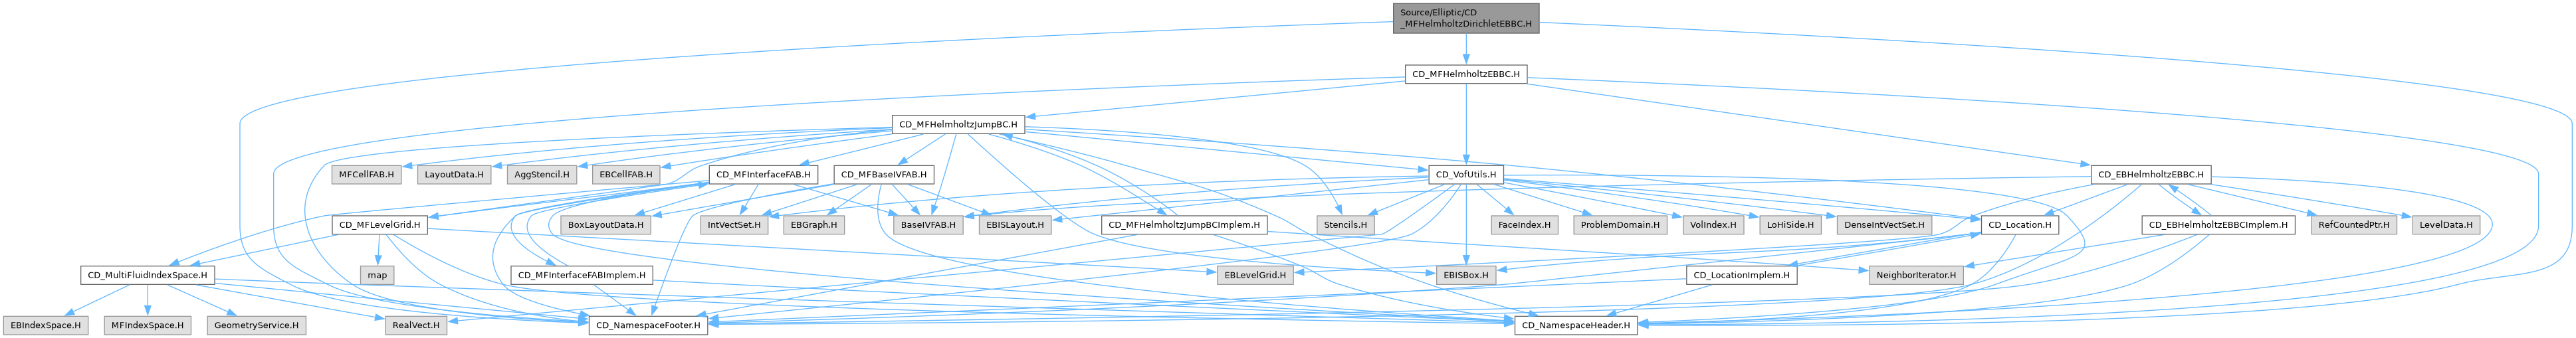 Source/Elliptic/CD
_MFHelmholtzDirichletEBBC.H
CD_MFHelmholtzEBBC.H
CD_MFHelmholtzJumpBC.H
MFCellFAB.H
LayoutData.H
AggStencil.H
EBCellFAB.H
CD_MFInterfaceFAB.H
CD_MFBaseIVFAB.H
CD_VofUtils.H
CD_EBHelmholtzEBBC.H
CD_MFLevelGrid.H
BoxLayoutData.H
IntVectSet.H
EBGraph.H
BaseIVFAB.H
EBISLayout.H
CD_MFHelmholtzJumpBCImplem.H
Stencils.H
FaceIndex.H
ProblemDomain.H
VolIndex.H
LoHiSide.H
DenseIntVectSet.H
CD_Location.H
CD_EBHelmholtzEBBCImplem.H
RefCountedPtr.H
LevelData.H
CD_MultiFluidIndexSpace.H
map
CD_MFInterfaceFABImplem.H
EBLevelGrid.H
EBISBox.H
CD_LocationImplem.H
NeighborIterator.H
EBIndexSpace.H
MFIndexSpace.H
GeometryService.H
RealVect.H
CD_NamespaceFooter.H
CD_NamespaceHeader.H